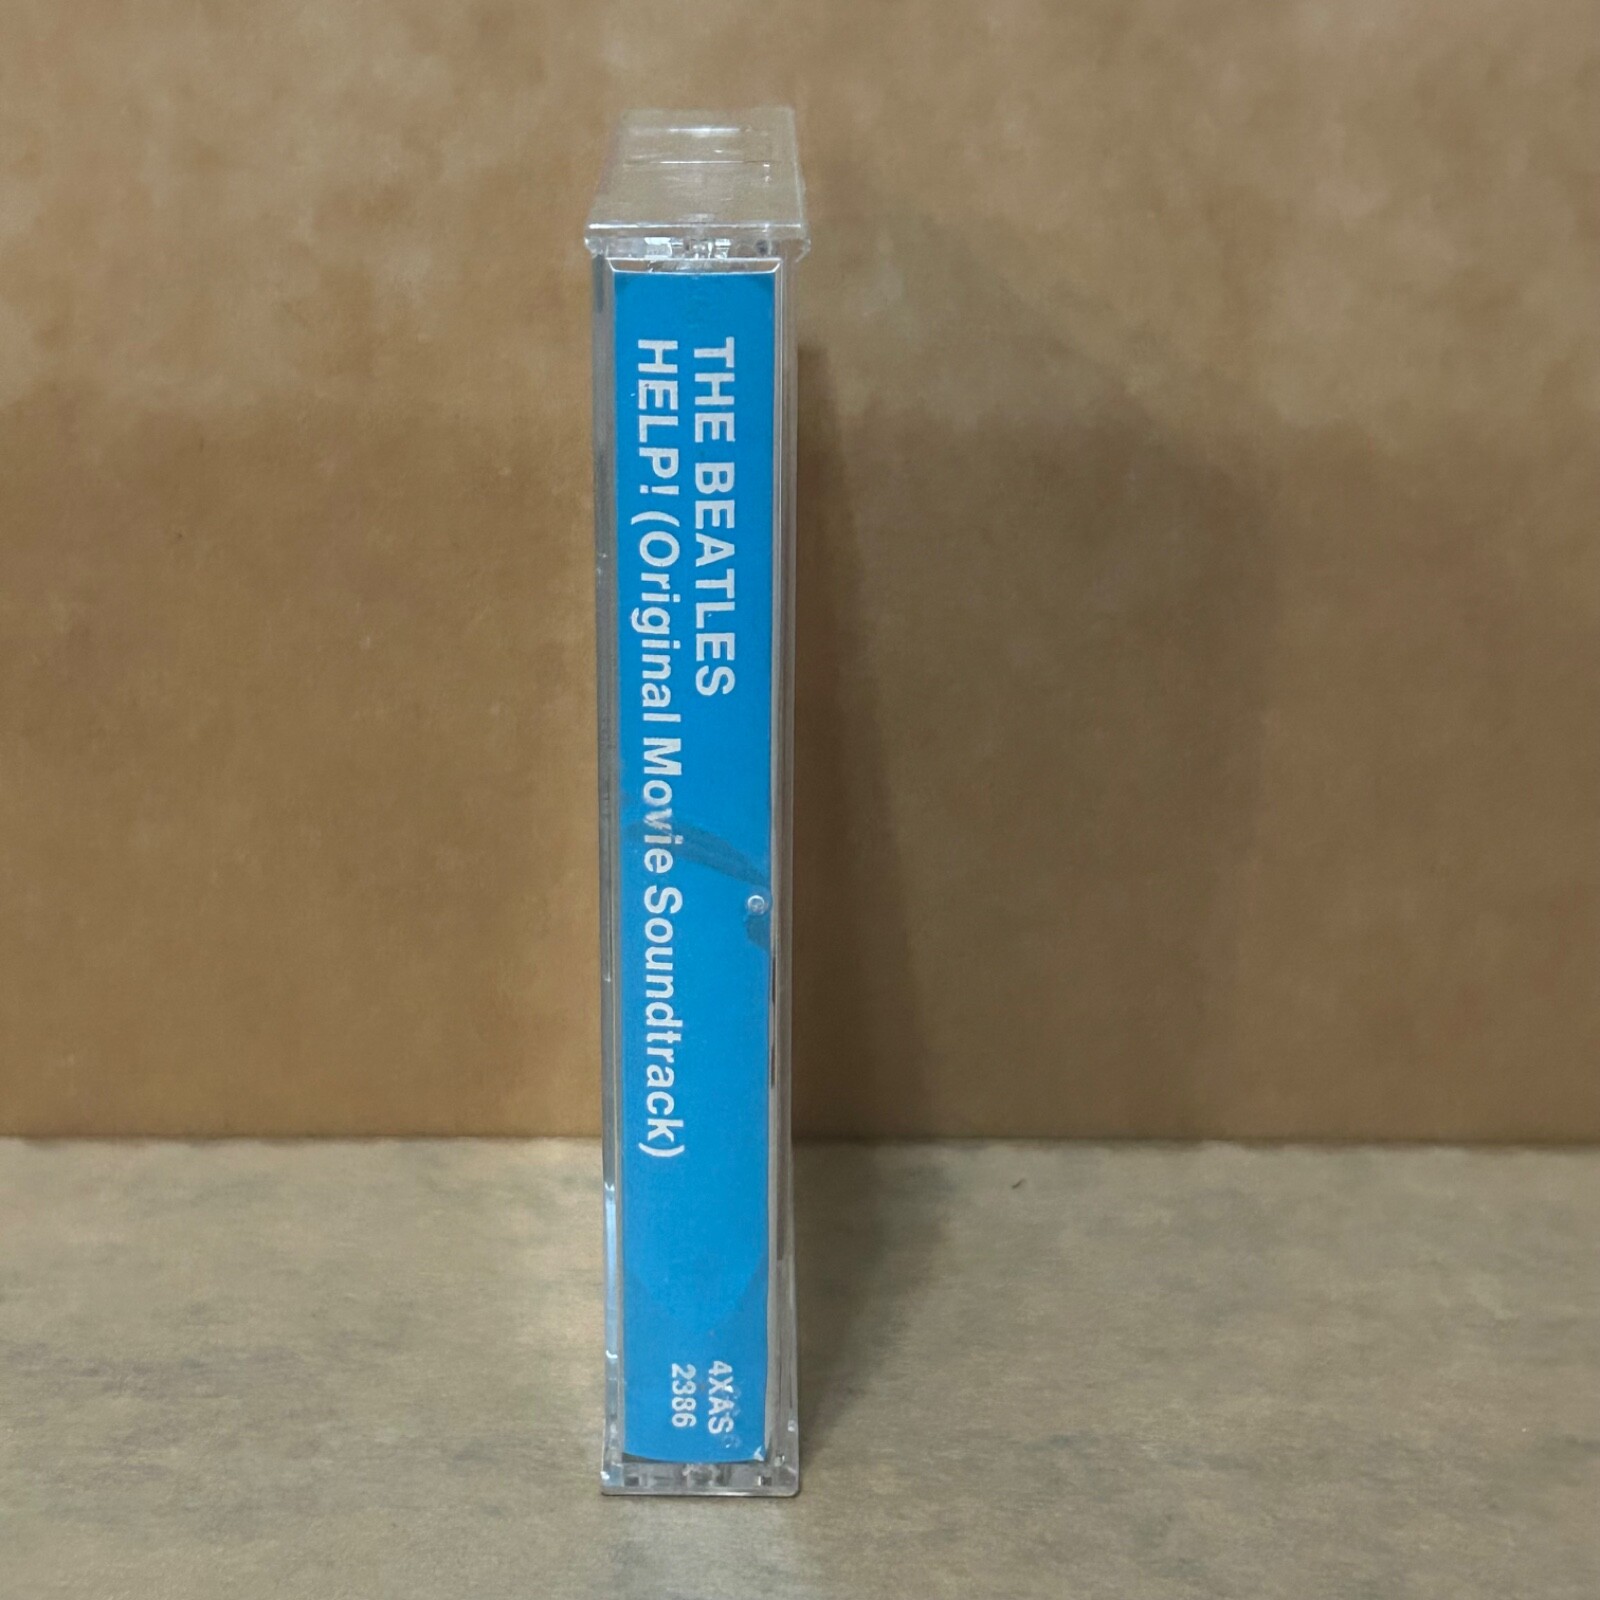 THE BEATLES
HELP! (Original Movie Soundtrack)
4XAS
2386